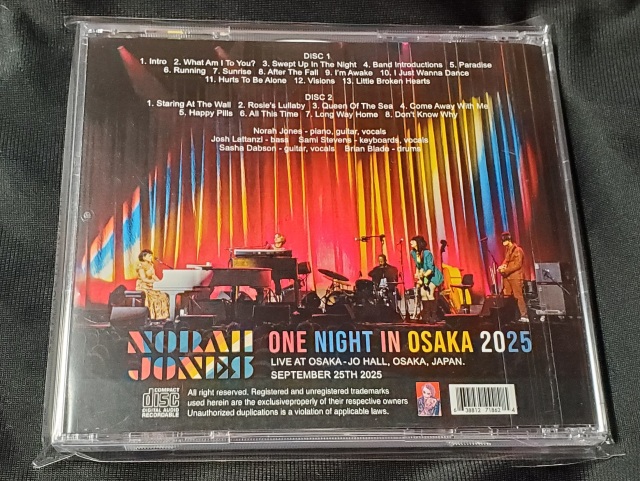 DiSC 1
1. Intro 2. What Am I To You? 3. Swept Up In The Night 4. Band Introductions 5. Paradise
6. Running 7. Sunrise 8. After The Fall 9. I'm Awake 10. I Just Wanna Dance
11. Hurts To Be Alone 12. Visions 13. Little Broken Hearts
DISC 2
1. Staring At The Wall 2. Rosie's Lullaby 3. Queen Of The Sea 4. Come Away With Me
5. Happy Pills 6. All This Time 7. Long Way Home 8. Don't Know Why
Norah Jones - piano, guitar, vocals
Josh Lattanzi - bass Sami Stevens - keyboards, vocals
Sasha Dabson - guitar, vocals Brian Blade - drums
NORAH
JONES
ONE NIGHT IN OSAKA 2025
LIVE AT OSAKA-JO HALL, OSAKA, JAPAN.
SEPTEMBER 25TH 2025
COMPACT
disc
DIGITAL AUDIO
RECORDABLE
All right reserved. Registered and unregistered trademarks
used herein are the exclusiveproperly of their respective owners
Unauthorized duplications is a violation of applicable laws.